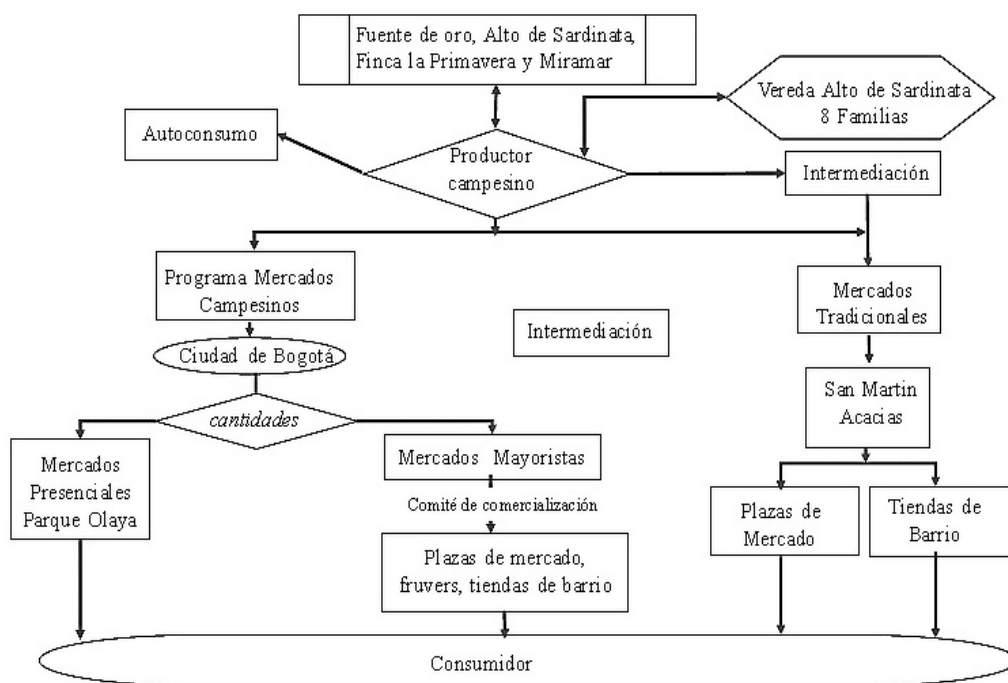 Fuente de oro, Alto de Sardinata,
Finca la Primavera y Miramar
Vereda Alto de Sardinata
8 Familias
Autoconsumo
Productor
campesino
Intermediación
Programa Mercados
Campesinos
Mercados
Tradicionales
Intermediación
Ciudad de Bogotá
San Martin
Acacias
cantidades
Mercados
Presenciales
Parque Olaya
Mercados Mayoristas
Comité de comercialización
Plazas de
Mercado
Tiendas de
Barrio
Plazas de mercado,
fruvers, tiendas de barrio
Consumidor